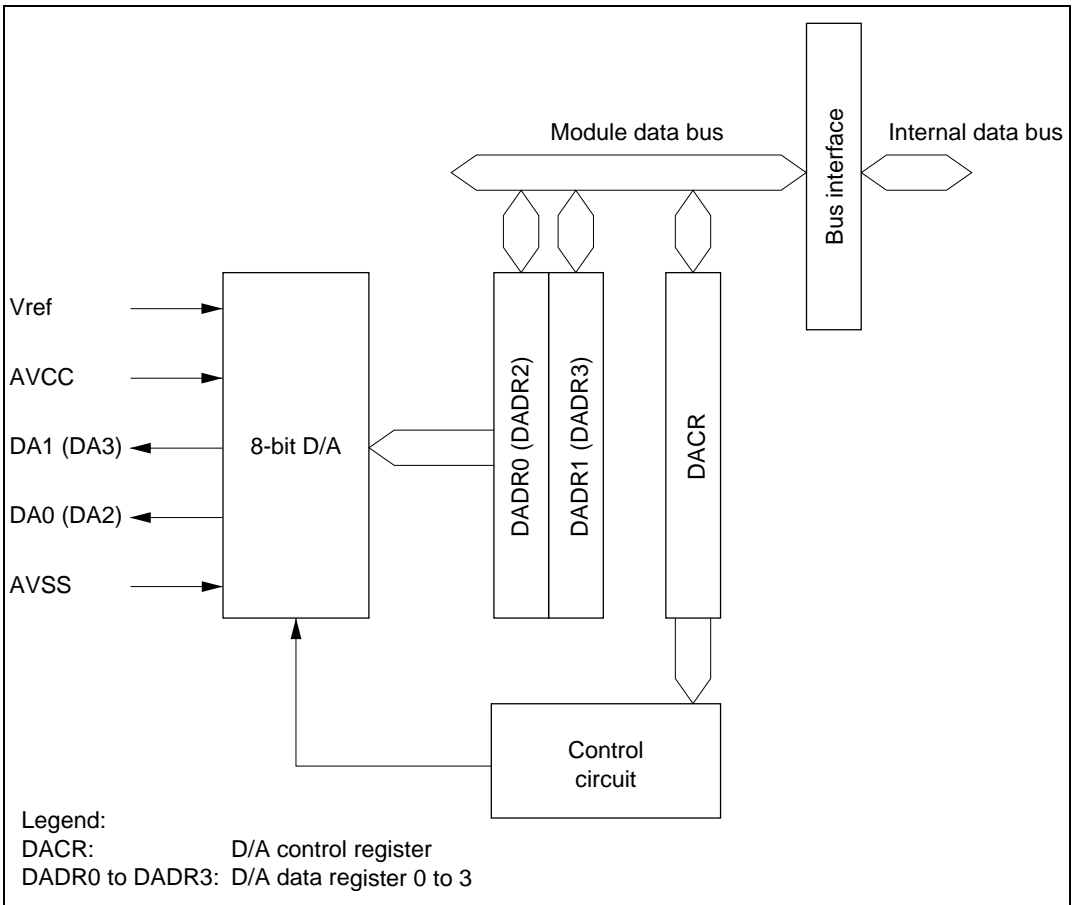 Module data bus
Internal data bus
Bus interface
Vref
AVCC
DA1 (DA3)
DA0 (DA2)
AVSS
8-bit D/A
DADR0 (DADR2)
DADR1 (DADR3)
DACR
Control
circuit
Legend:
DACR: D/A control register
DADR0 to DADR3: D/A data register 0 to 3